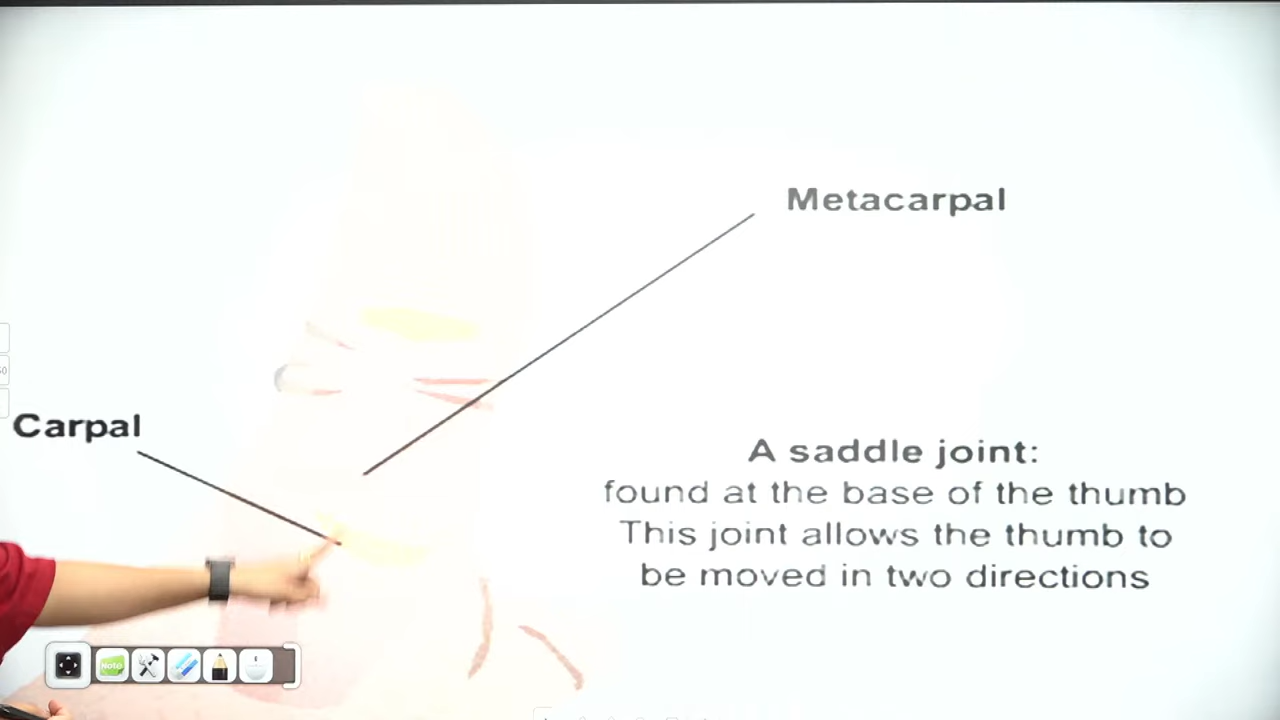 Metacarpal
Carpal
A saddle joint:
found at the base of the thumb
This joint allows the thumb to
be moved in two directions
Note